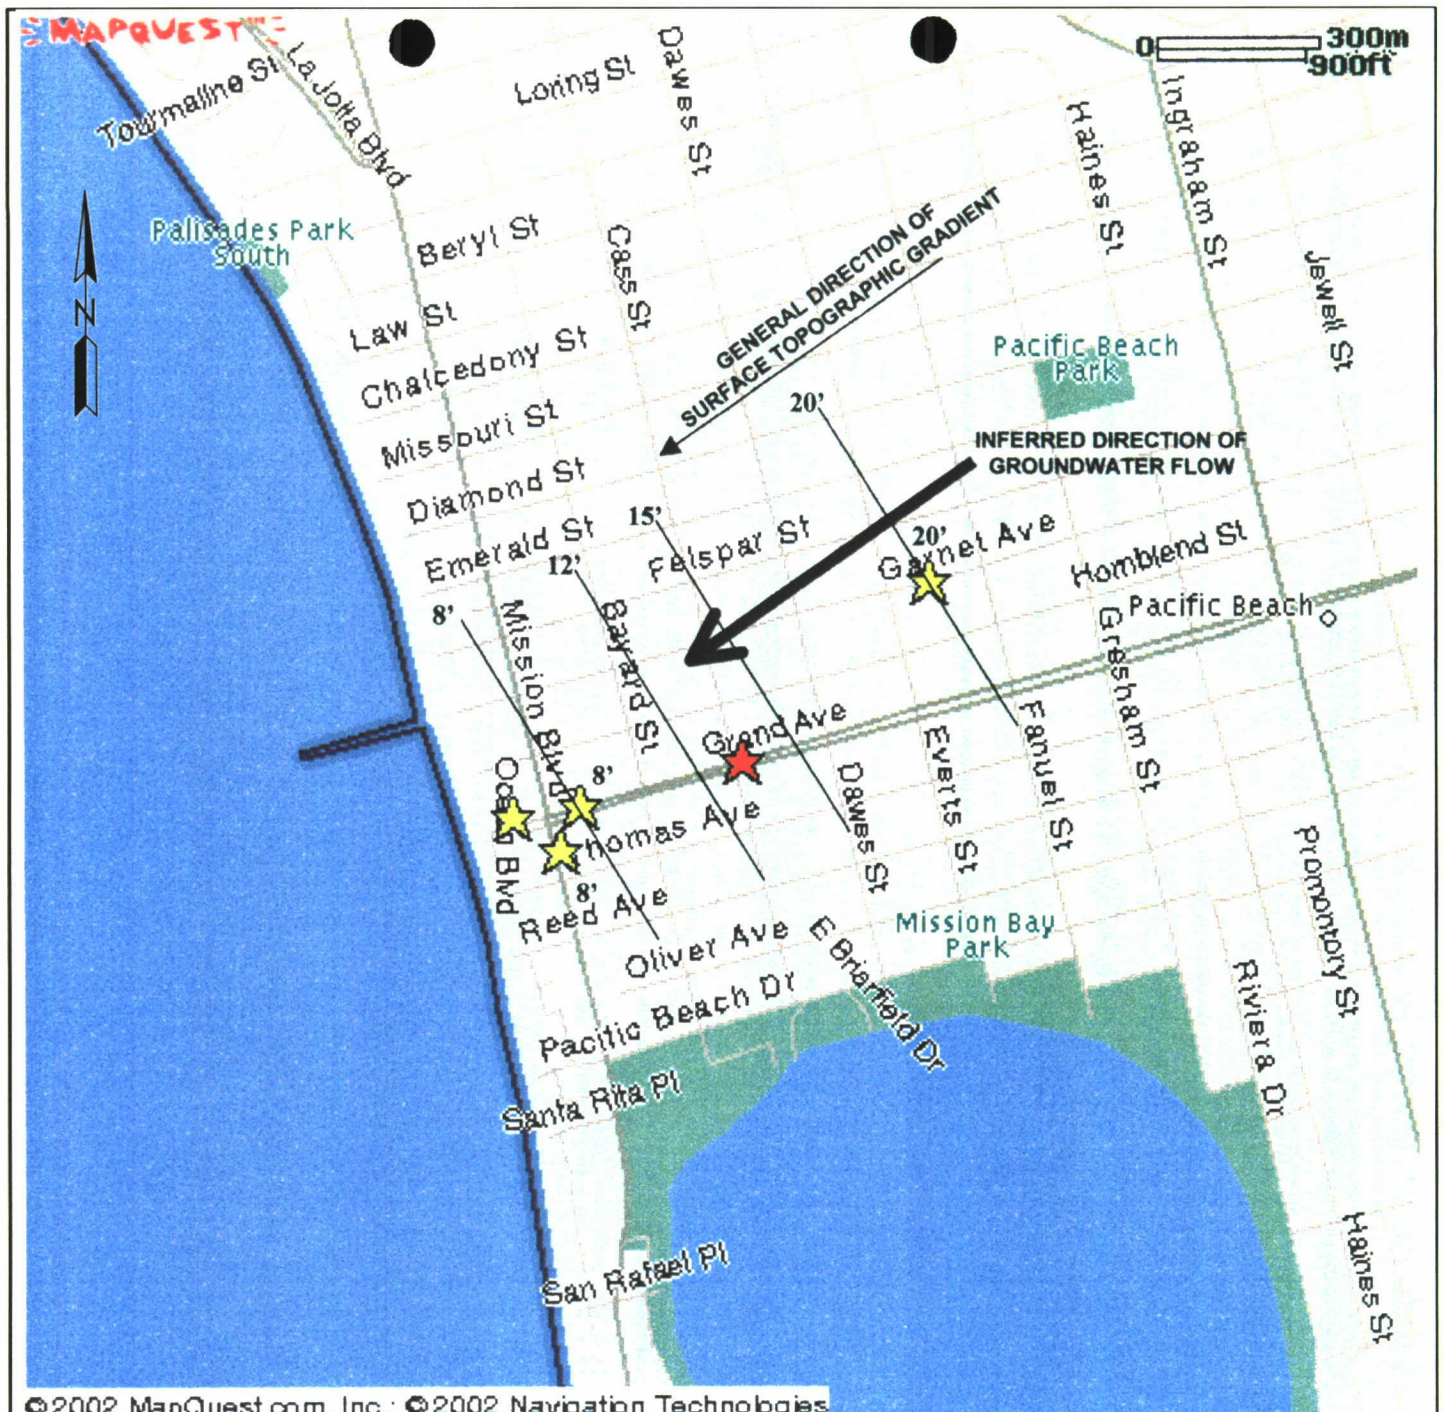 MAPQUEST
0 300m
900ft
Tourmaline St
La Jolla Blvd
Loring St
Dawes St
Haines St
Ingraham St
Jewell St
Palisades Park
South
N
Beryl St
Cass St
Law St
Chalcedony St
Missouri St
Diamond St
Emerald St
Felspar St
Garnet Ave
Hornblend St
GENERAL DIRECTION OF
SURFACE TOPOGRAPHIC GRADIENT
Pacific Beach
Park
INFERRED DIRECTION OF
GROUNDWATER FLOW
20'
15'
12'
8'
20'
Pacific Beach
Mission Blvd
Bayard St
Grand Ave
Gresham St
Fanuel St
Everts St
Dawes St
8'
Ocean Blvd
Thomas Ave
8'
Reed Ave
Oliver Ave
Pacific Beach Dr
E Briarfield Dr
Mission Bay
Park
Promontory St
Riviera Dr
Santa Rita Pl
San Rafael Pl
Haines St
©2002 MapQuest.com, Inc.; ©2002 Navigation Technologies